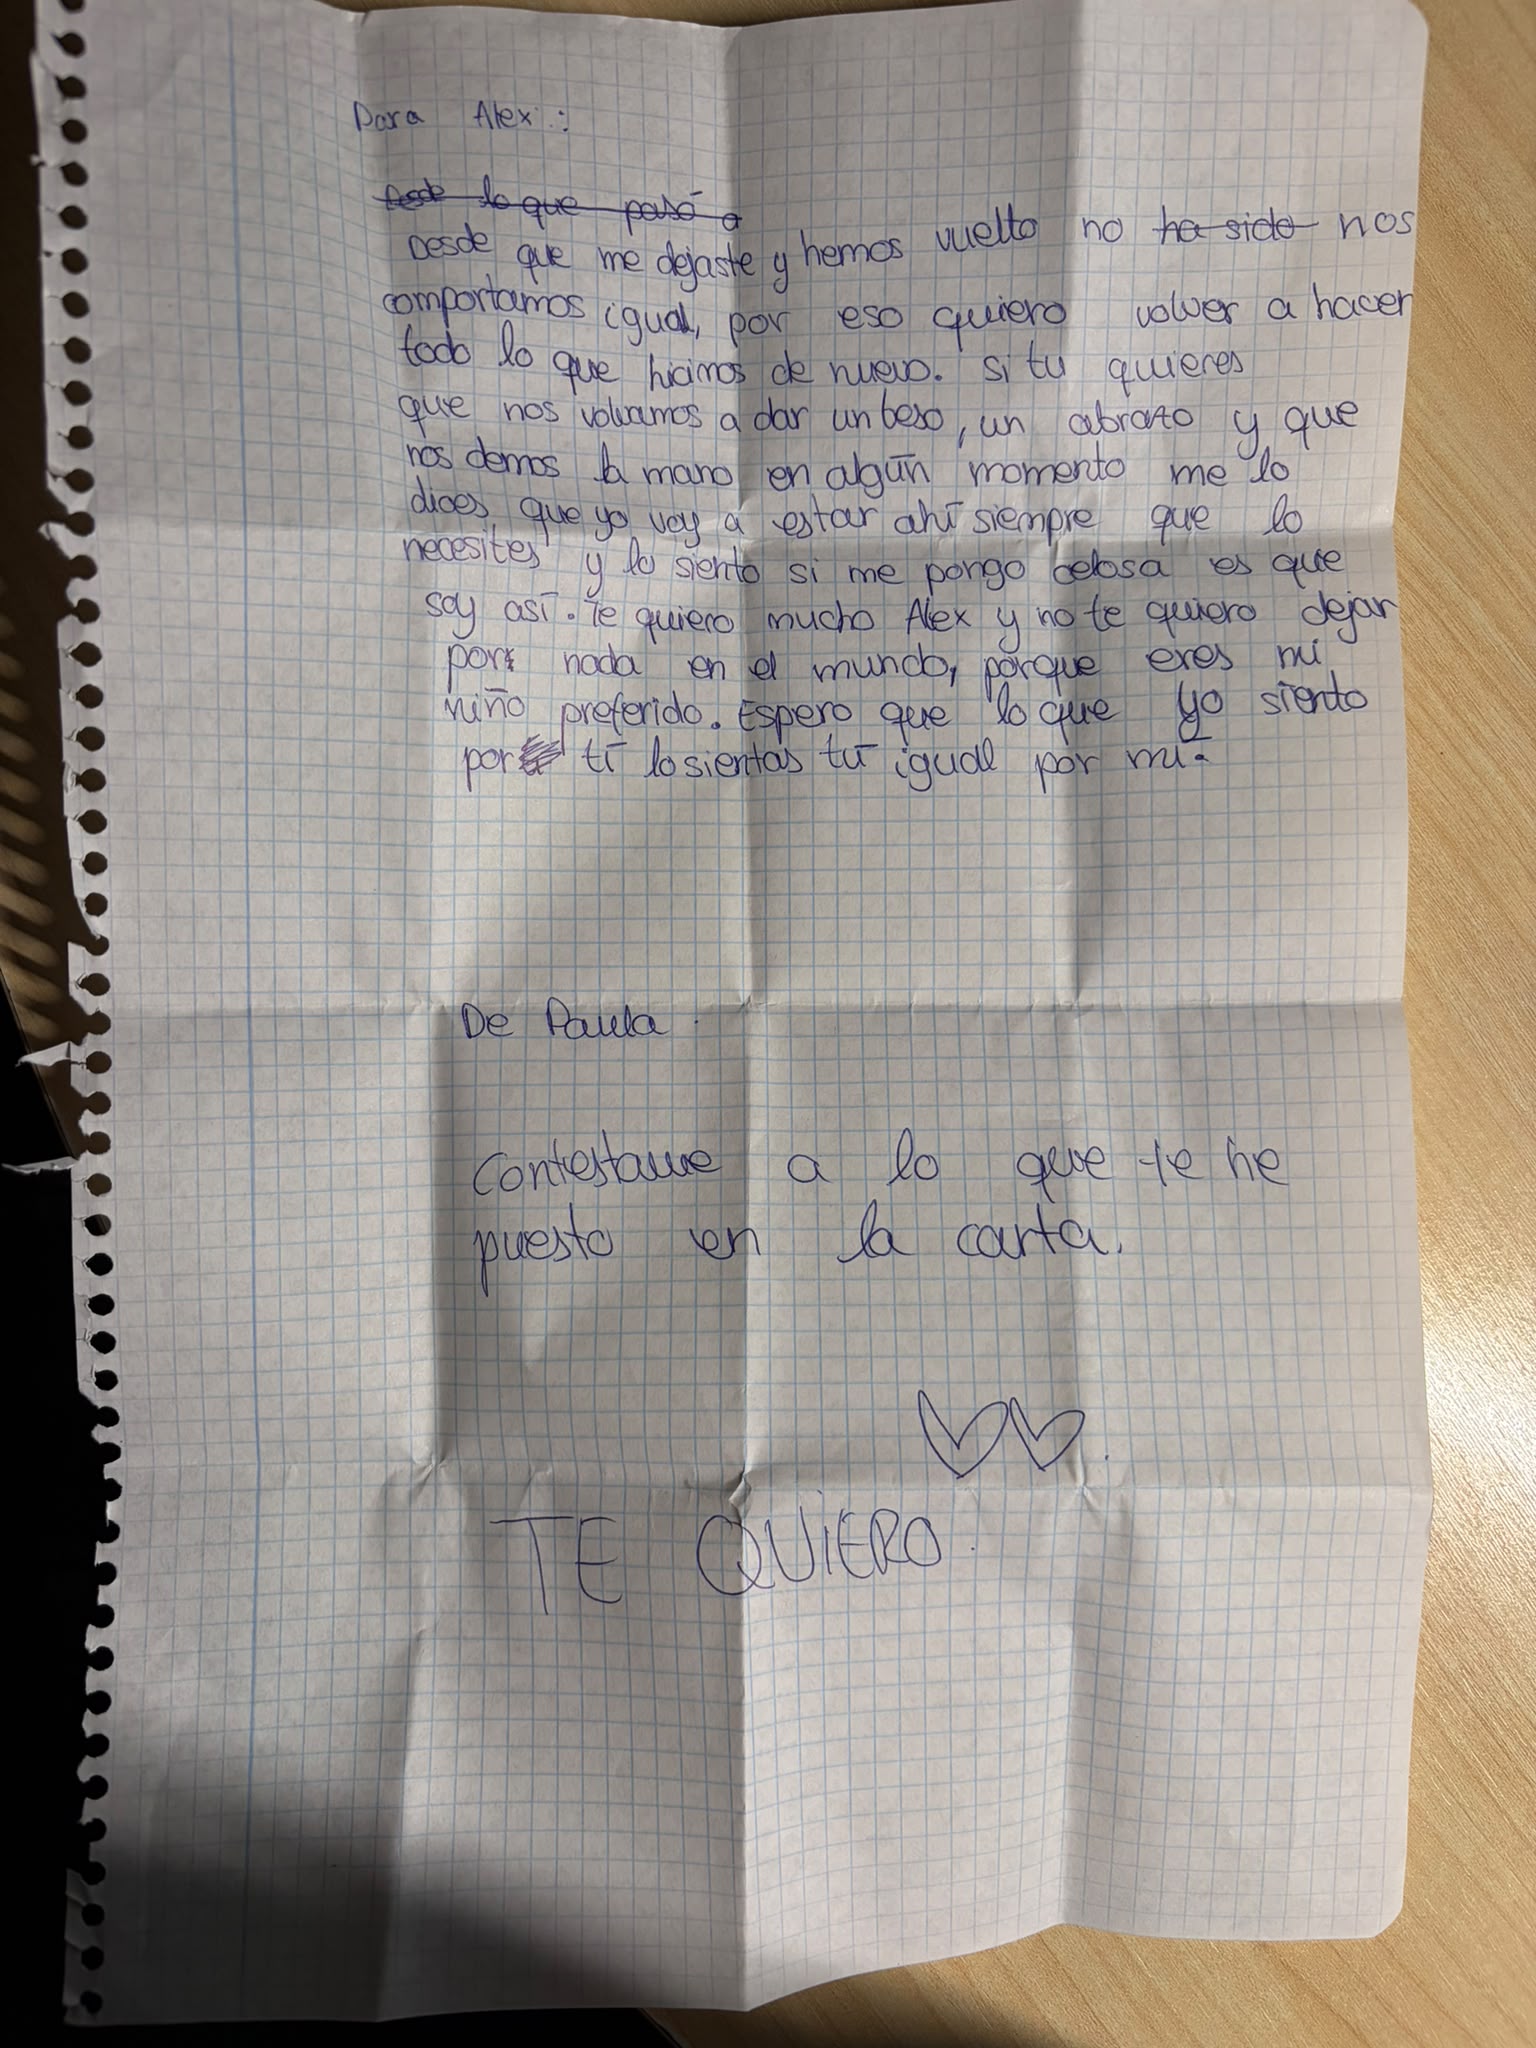 Para Alex:
Desde lo que pasó a
Desde que me dejaste y hemos vuelto no ha sido nos
comportamos igual, por eso quiero volver a hacer
todo lo que hicimos de nuevo. si tu quieres
que nos volvamos a dar un beso, un abrazo y que
nos demos la mano en algún momento me lo
dices que yo voy a estar ahí siempre que lo
necesites y lo siento si me pongo celosa es que
soy así. Te quiero mucho Alex y no te quiero dejar
por nada en el mundo, porque eres mi
niño preferido. Espero que lo que yo siento
por tí lo sientas tú igual por mí.
De Paula.
Contestame a lo que te he
puesto en la carta.
TE QUIERO.